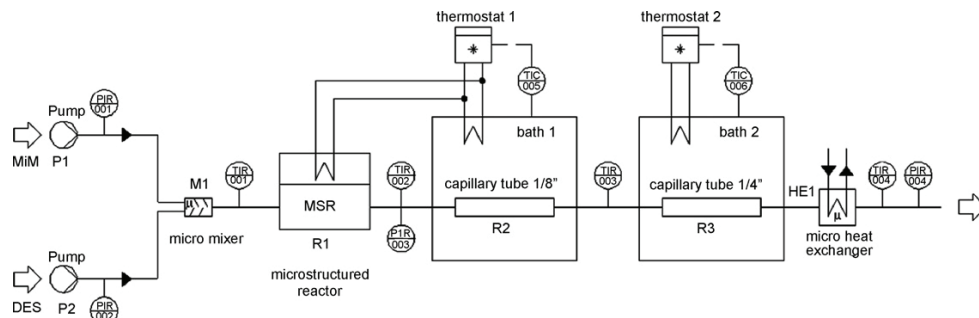 thermostat 1
thermostat 2
TIC
005
TIC
006
Pump
PIR
001
MiM
P1
bath 1
bath 2
M1
µ
micro mixer
TIR
001
MSR
R1
microstructured
reactor
TIR
002
P1R
003
capillary tube 1/8"
R2
TIR
003
capillary tube 1/4"
R3
HE1
µ
micro heat
exchanger
TIR
004
PIR
004
Pump
DES
P2
PIR
002